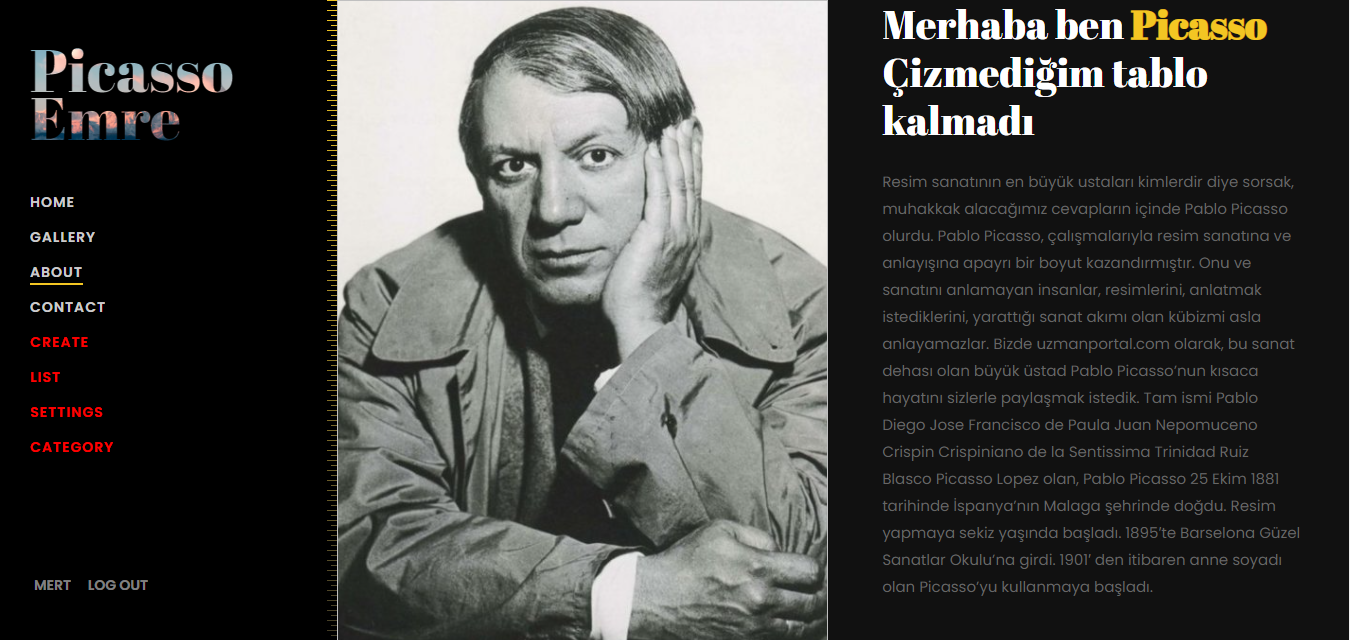 Picasso
Emre
HOME
GALLERY
ABOUT
CONTACT
CREATE
LIST
SETTINGS
CATEGORY
MERT LOG OUT
Merhaba ben Picasso
Çizmediğim tablo
kalmadı
Resim sanatının en büyük ustaları kimlerdir diye sorsak,
muhakkak alacağımız cevapların içinde Pablo Picasso
olurdu. Pablo Picasso, çalışmalarıyla resim sanatına ve
anlayışına apayrı bir boyut kazandırmıştır. Onu ve
sanatını anlamayan insanlar, resimlerini, anlatmak
istediklerini, yarattığı sanat akımı olan kübizmi asla
anlayamazlar. Bizde uzmanportal.com olarak, bu sanat
dehası olan büyük üstad Pablo Picasso’nun kısaca
hayatını sizlerle paylaşmak istedik. Tam ismi Pablo
Diego Jose Francisco de Paula Juan Nepomuceno
Crispin Crispiniano de la Sentissima Trinidad Ruiz
Blasco Picasso Lopez olan, Pablo Picasso 25 Ekim 1881
tarihinde İspanya’nın Malaga şehrinde doğdu. Resim
yapmaya sekiz yaşında başladı. 1895’te Barselona Güzel
Sanatlar Okulu’na girdi. 1901’ den itibaren anne soyadı
olan Picasso’yu kullanmaya başladı.